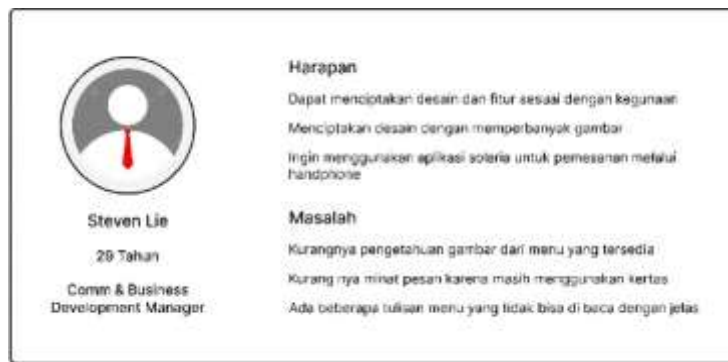 Steven Lie
29 Tahun
Comm & Business
Development Manager
Harapan
Dapat menciptakan desain dan fitur sesuai dengan kegunaan
Menciptakan desain dengan memperbanyak gambar
Ingin menggunakan aplikasi soleria untuk pemesanan melalui
handphone
Masalah
Kurangnya pengetahuan gambar dari menu yang tersedia
Kurang nya minat pesan karena masih menggunakan kertas
Ada beberapa tulisan menu yang tidak bisa di baca dengan jelas